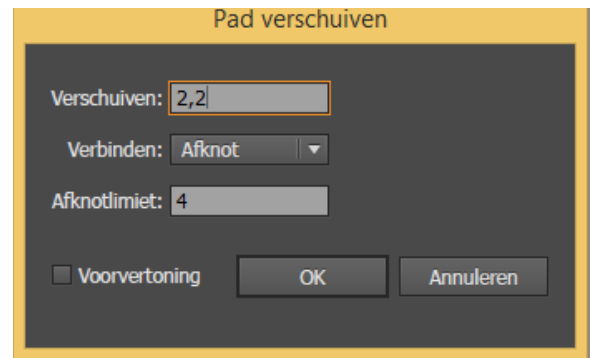 Pad verschuiven
Verschuiven: 2,2
Verbinden: Afknot
Afknotlimiet: 4
Voorvertoning OK Annuleren